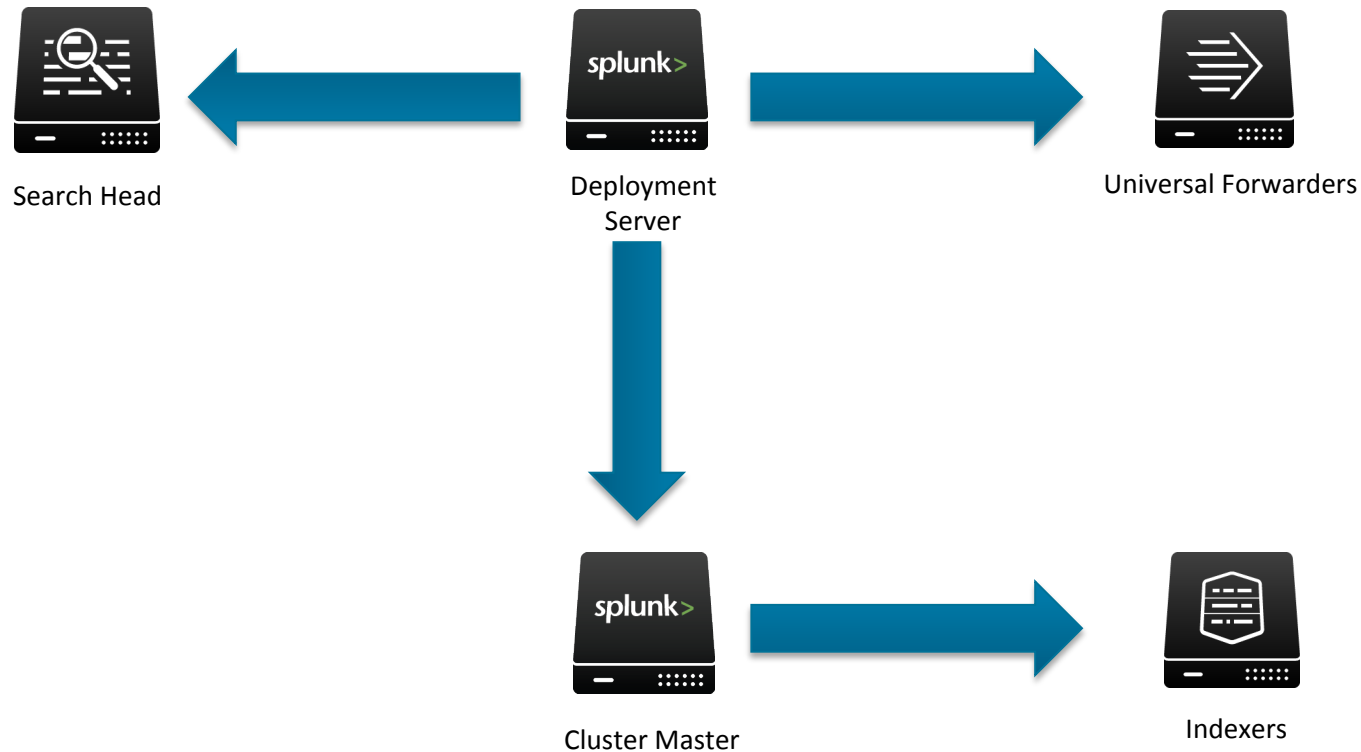 splunk>
Search Head
Deployment
Server
Universal Forwarders
splunk>
Cluster Master
Indexers